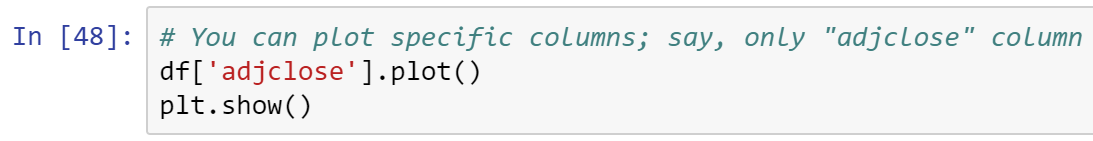 In [48]: # You can plot specific columns; say, only "adjclose" column
df['adjclose'].plot()
plt.show()